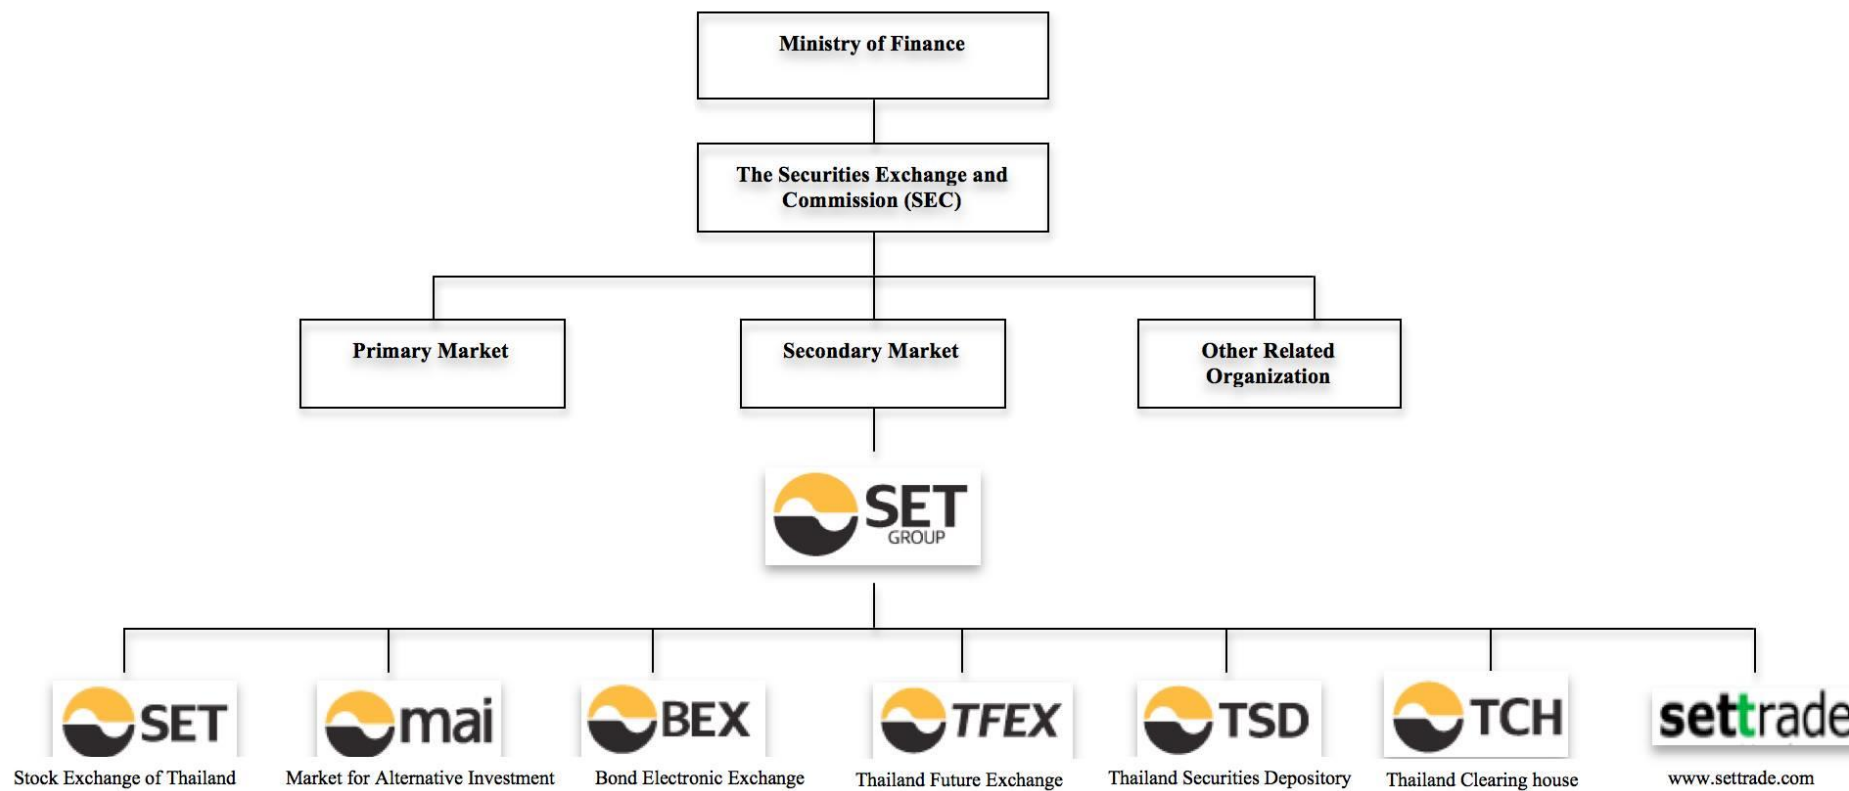 Ministry of Finance
The Securities Exchange and
Commission (SEC)
Primary Market
Secondary Market
Other Related
Organization
SET
GROUP
SET
mai
BEX
TFEX
TSD
TCH
settrade
Stock Exchange of Thailand
Market for Alternative Investment
Bond Electronic Exchange
Thailand Future Exchange
Thailand Securities Depository
Thailand Clearing house
www.settrade.com